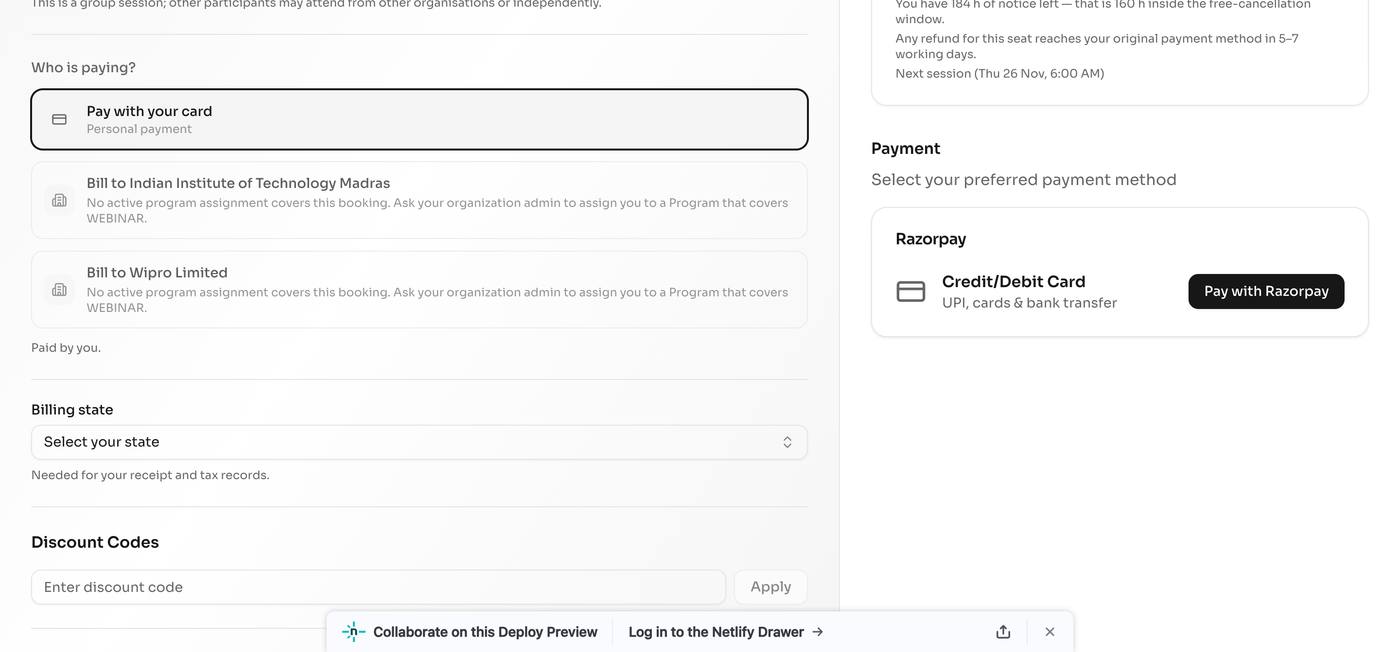 This is a group session; other participants may attend from other organisations or independently.
Who is paying?
Pay with your card
Personal payment
Bill to Indian Institute of Technology Madras
No active program assignment covers this booking. Ask your organization admin to assign you to a Program that covers
WEBINAR.
Bill to Wipro Limited
No active program assignment covers this booking. Ask your organization admin to assign you to a Program that covers
WEBINAR.
Paid by you.
Billing state
Select your state
Needed for your receipt and tax records.
Discount Codes
Enter discount code
Apply
You have 184 h of notice left — that is 160 h inside the free-cancellation
window.
Any refund for this seat reaches your original payment method in 5–7
working days.
Next session (Thu 26 Nov, 6:00 AM)
Payment
Select your preferred payment method
Razorpay
Credit/Debit Card
UPI, cards & bank transfer
Pay with Razorpay
Collaborate on this Deploy Preview
Log in to the Netlify Drawer →